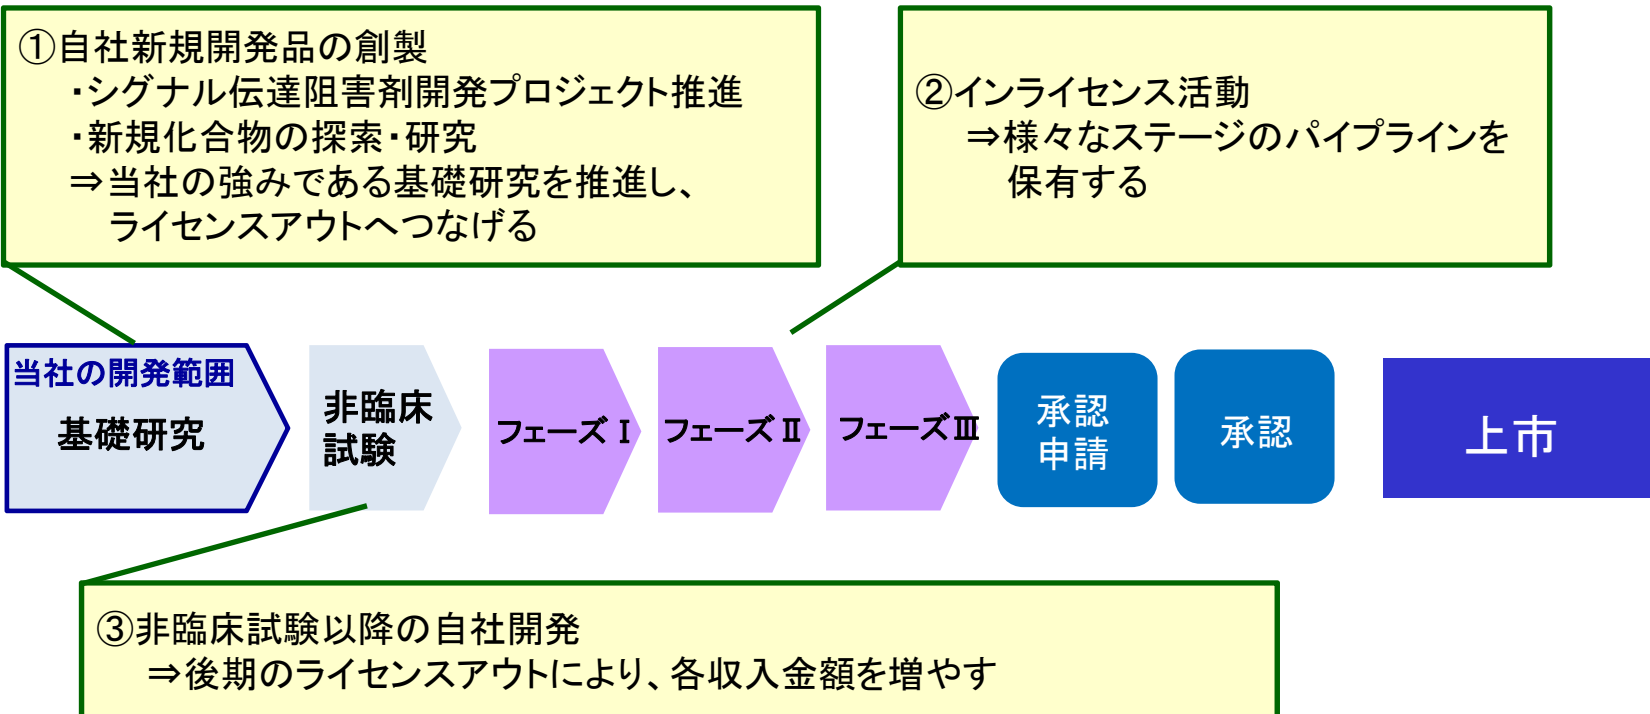 ①自社新規開発品の創製
・シグナル伝達阻害剤開発プロジェクト推進
・新規化合物の探索・研究
⇒当社の強みである基礎研究を推進し、
ライセンスアウトへつなげる
②インライセンス活動
⇒様々なステージのパイプラインを
保有する
当社の開発範囲
基礎研究
非臨床
試験
フェーズⅠ
フェーズⅡ
フェーズⅢ
承認
申請
承認
上市
③非臨床試験以降の自社開発
⇒後期のライセンスアウトにより、各収入金額を増やす